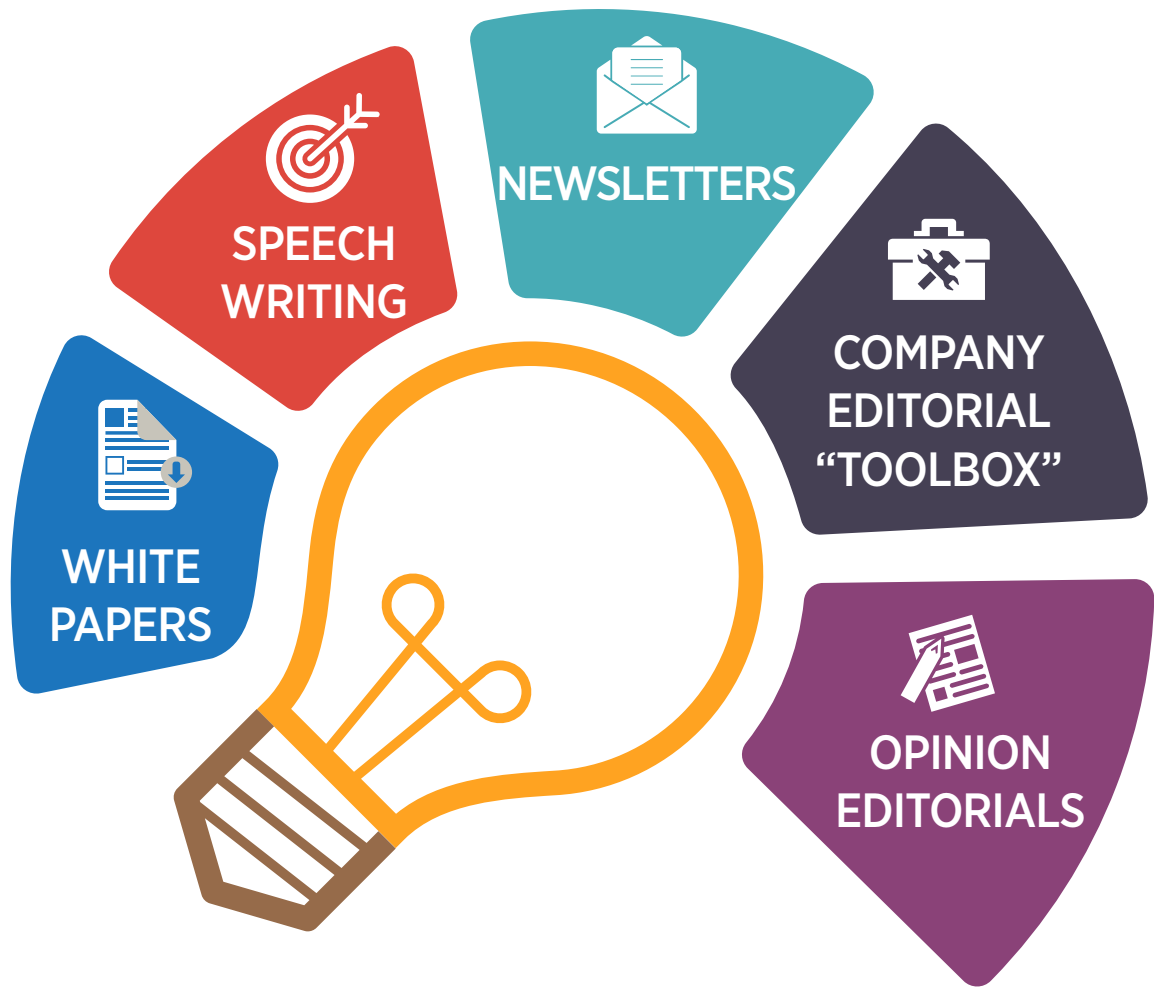 WHITE
PAPERS
SPEECH
WRITING
NEWSLETTERS
COMPANY
EDITORIAL
“TOOLBOX”
OPINION
EDITORIALS